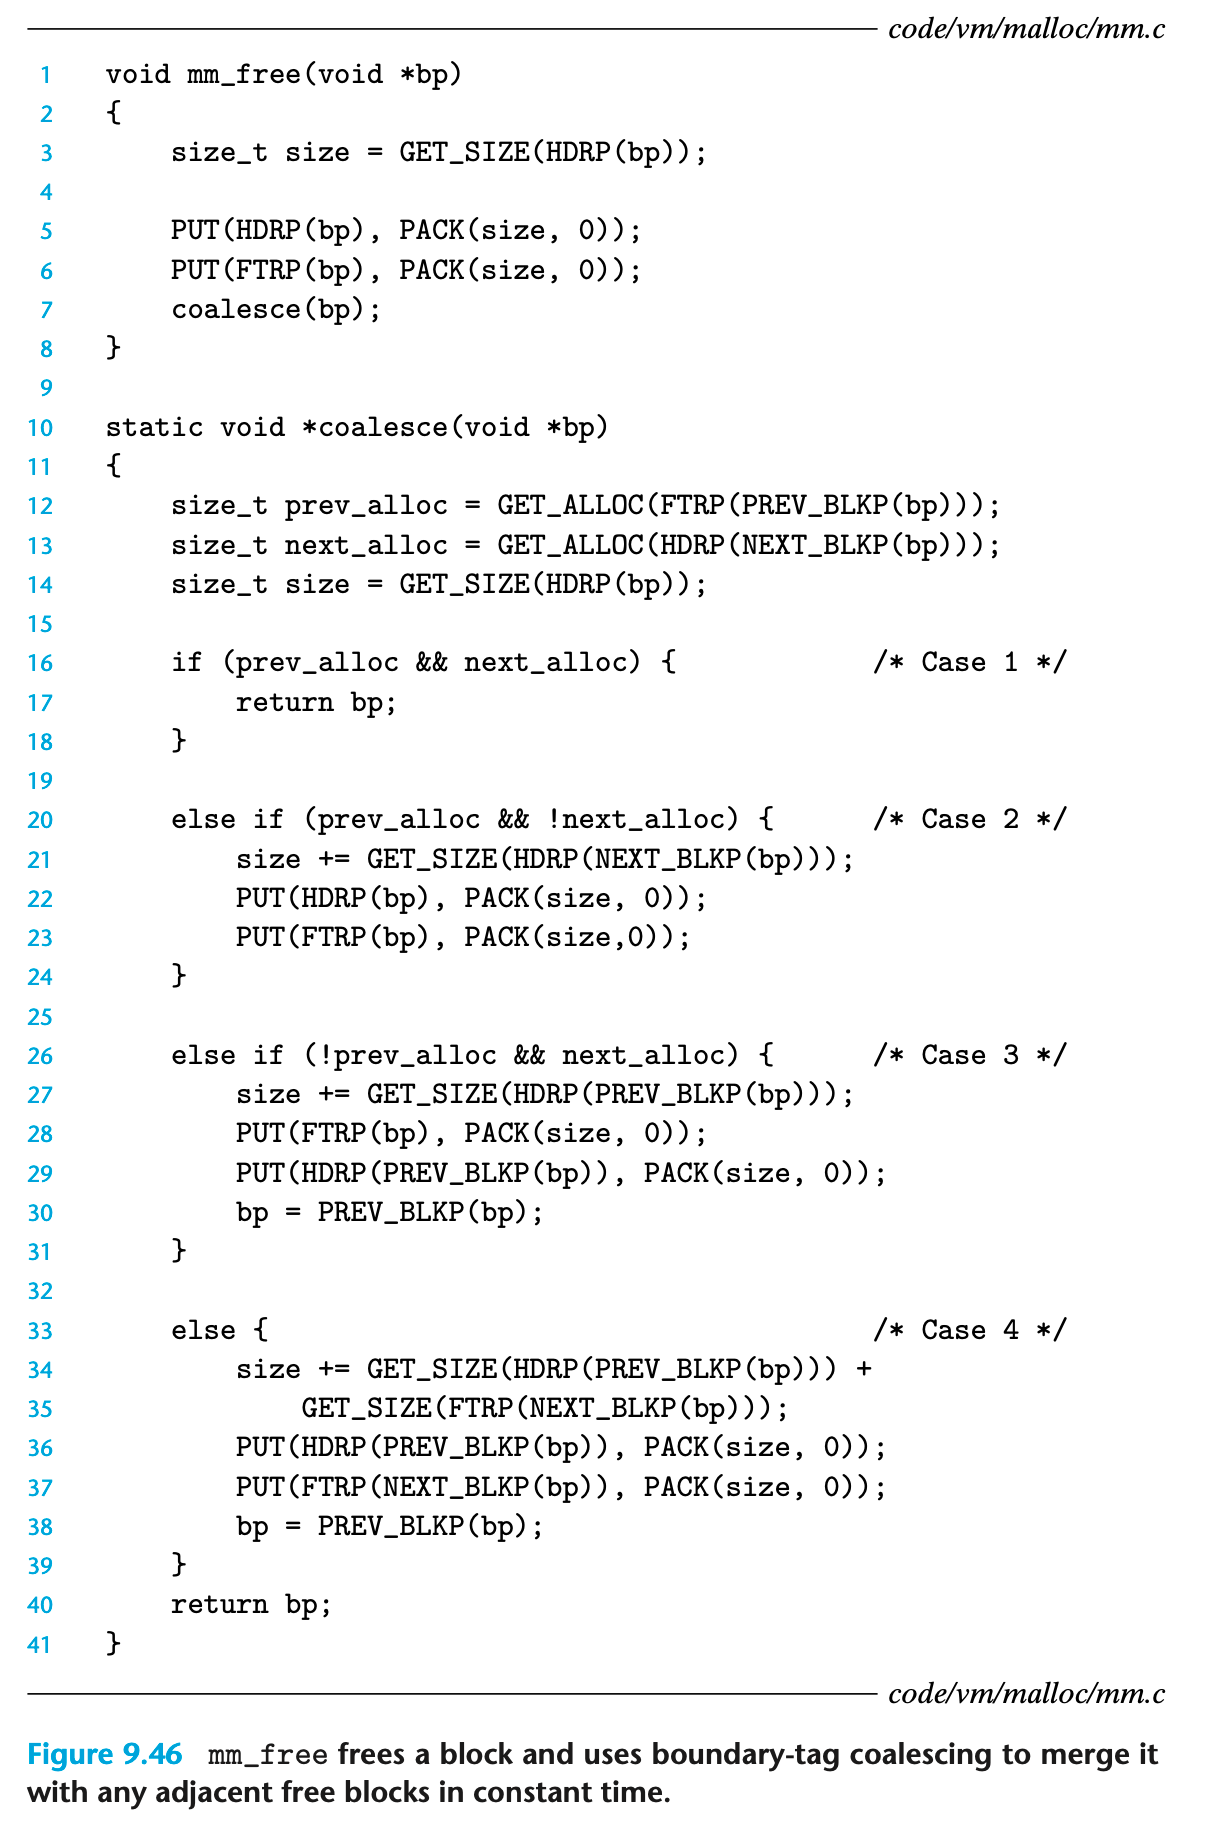 code/vm/malloc/mm.c
1 void mm_free(void *bp)
2 {
3     size_t size = GET_SIZE(HDRP(bp));
4
5     PUT(HDRP(bp), PACK(size, 0));
6     PUT(FTRP(bp), PACK(size, 0));
7     coalesce(bp);
8 }
9
10 static void *coalesce(void *bp)
11 {
12     size_t prev_alloc = GET_ALLOC(FTRP(PREV_BLKP(bp)));
13     size_t next_alloc = GET_ALLOC(HDRP(NEXT_BLKP(bp)));
14     size_t size = GET_SIZE(HDRP(bp));
15
16     if (prev_alloc && next_alloc) {            /* Case 1 */
17         return bp;
18     }
19
20     else if (prev_alloc && !next_alloc) {      /* Case 2 */
21         size += GET_SIZE(HDRP(NEXT_BLKP(bp)));
22         PUT(HDRP(bp), PACK(size, 0));
23         PUT(FTRP(bp), PACK(size,0));
24     }
25
26     else if (!prev_alloc && next_alloc) {      /* Case 3 */
27         size += GET_SIZE(HDRP(PREV_BLKP(bp)));
28         PUT(FTRP(bp), PACK(size, 0));
29         PUT(HDRP(PREV_BLKP(bp)), PACK(size, 0));
30         bp = PREV_BLKP(bp);
31     }
32
33     else {                                     /* Case 4 */
34         size += GET_SIZE(HDRP(PREV_BLKP(bp))) +
35             GET_SIZE(FTRP(NEXT_BLKP(bp)));
36         PUT(HDRP(PREV_BLKP(bp)), PACK(size, 0));
37         PUT(FTRP(NEXT_BLKP(bp)), PACK(size, 0));
38         bp = PREV_BLKP(bp);
39     }
40     return bp;
41 }
code/vm/malloc/mm.c
Figure 9.46 mm_free frees a block and uses boundary-tag coalescing to merge it
with any adjacent free blocks in constant time.